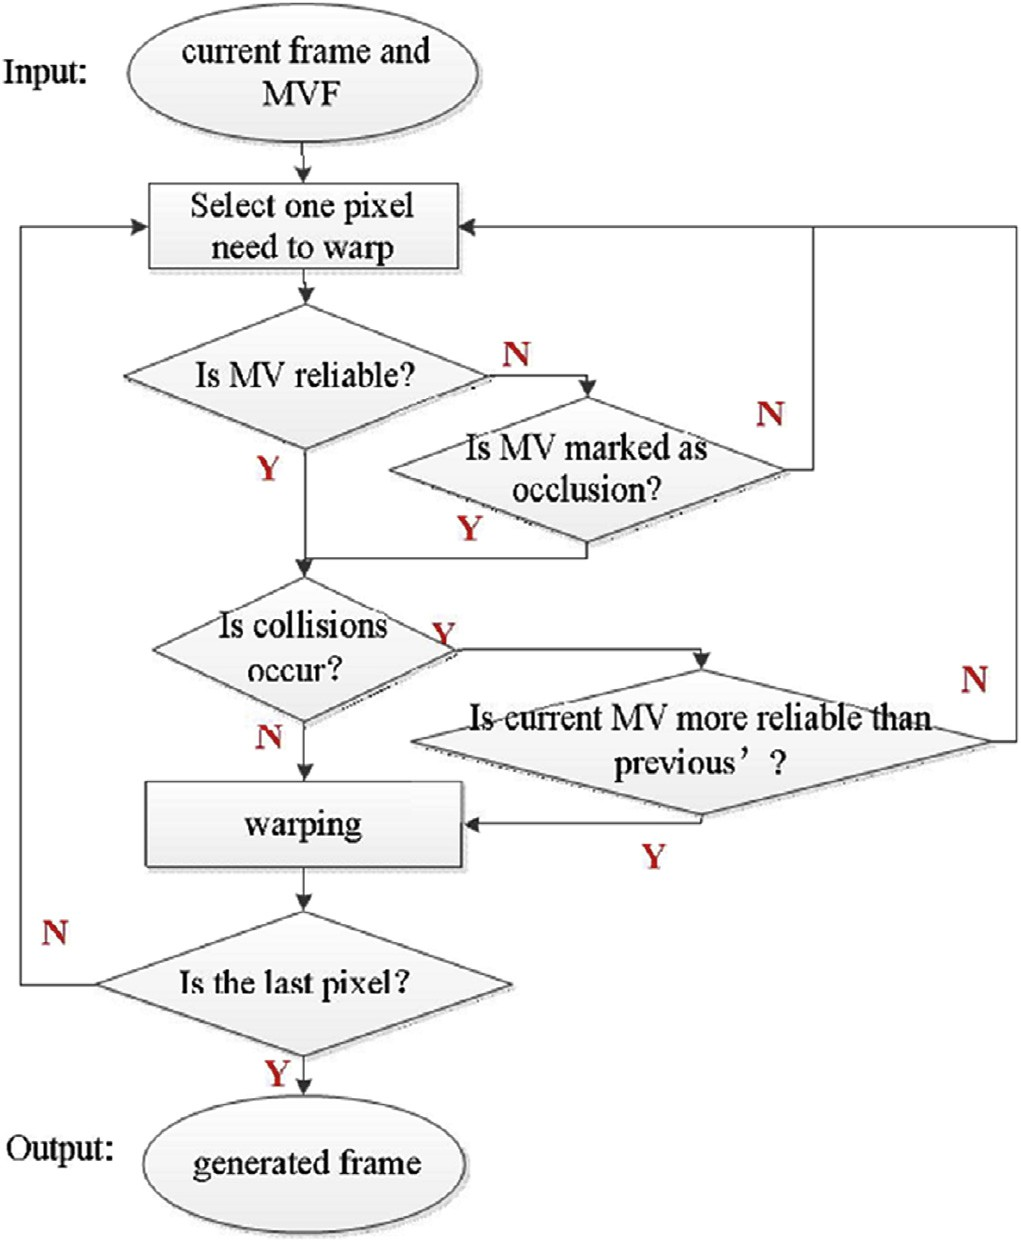 Input:
current frame and
MVF
Select one pixel
need to warp
Is MV reliable?
N
Is MV marked as
occlusion?
N
Y
Y
Is collisions
occur?
Y
Is current MV more reliable than
previous’ ?
N
N
warping
Y
Is the last pixel?
N
Y
Output:
generated frame